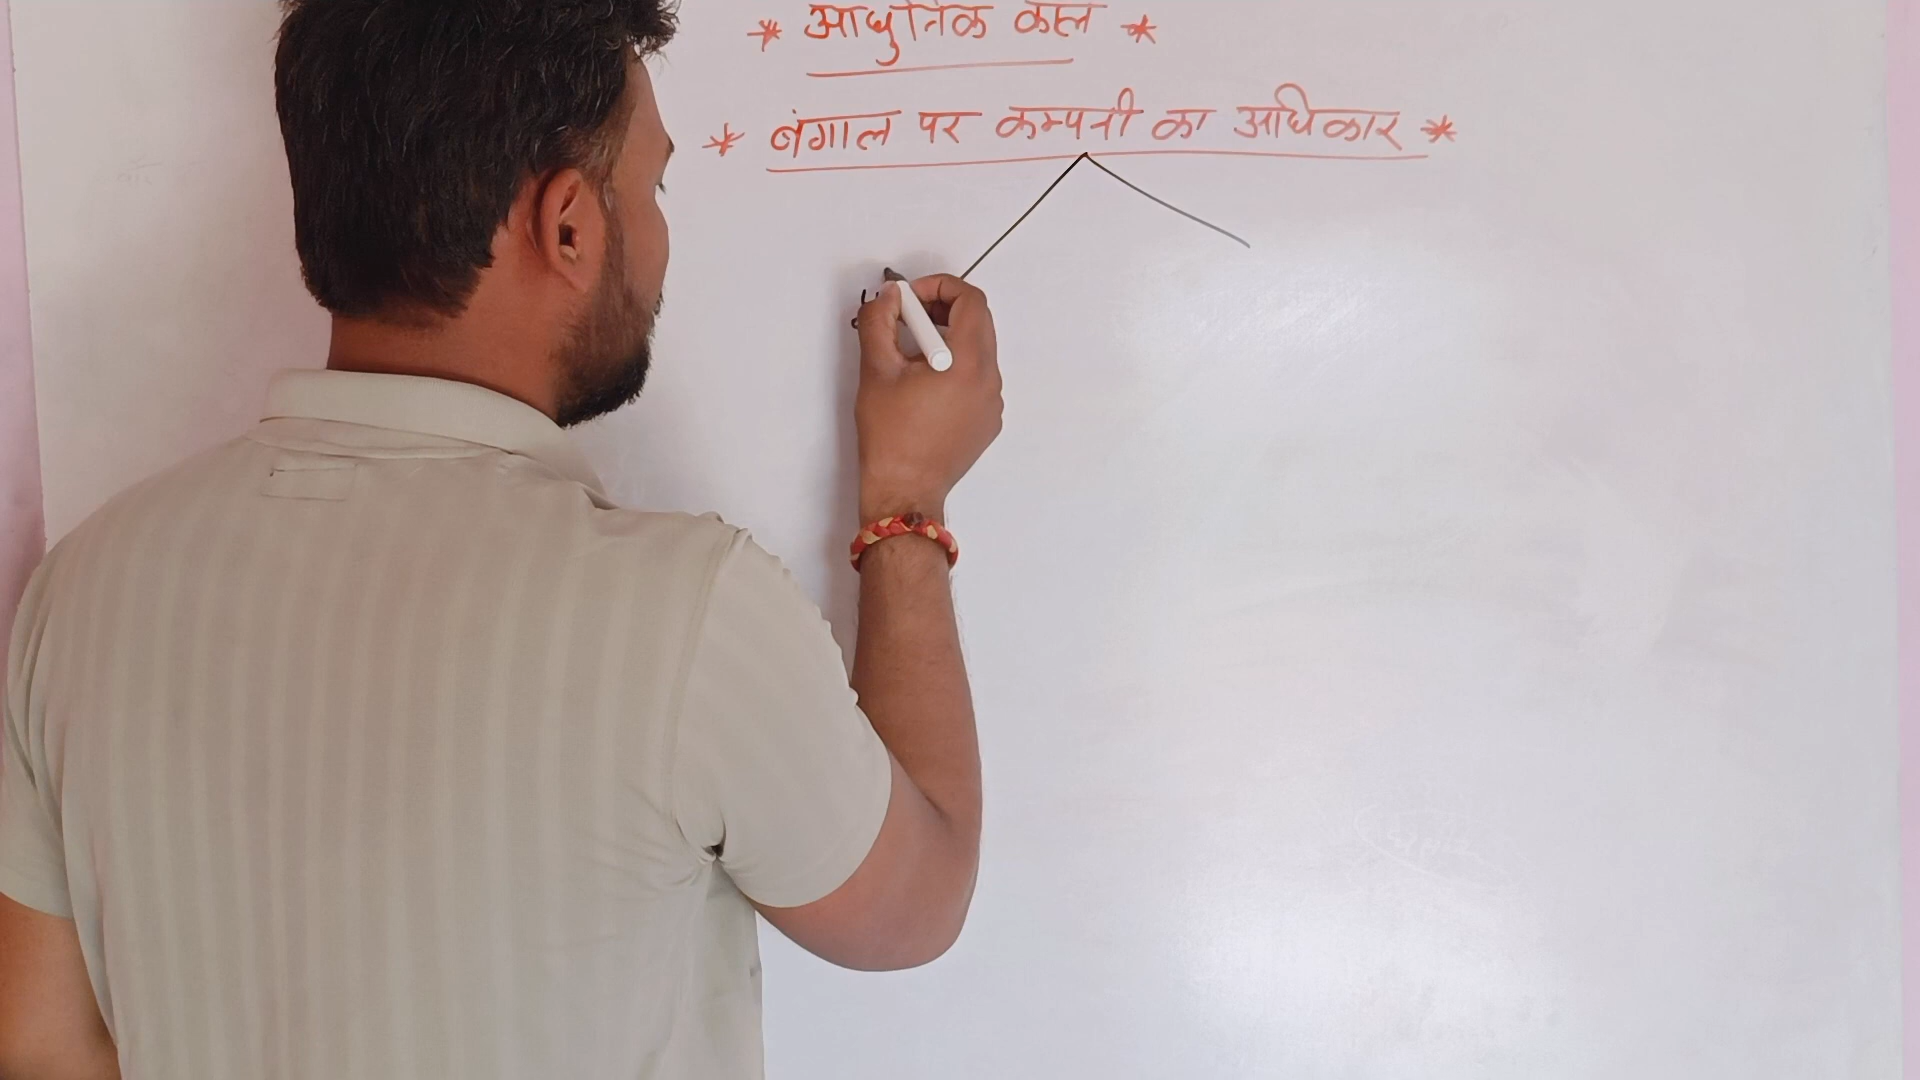 * आधुनिक काल *
* बंगाल पर कम्पनी का अधिकार *